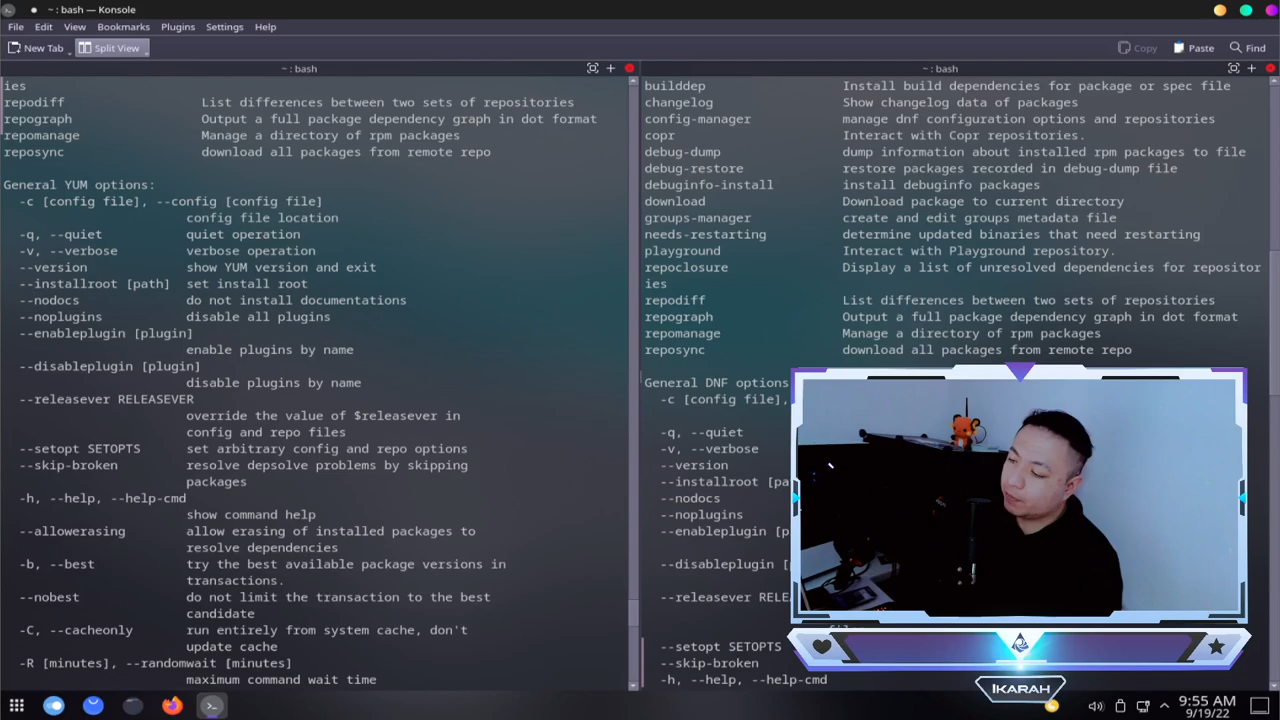 ~ : bash — Konsole
File Edit View Bookmarks Plugins Settings Help
New Tab Split View Copy Paste Find
~ : bash
ies
repodiff List differences between two sets of repositories
repograph Output a full package dependency graph in dot format
repomanage Manage a directory of rpm packages
reposync download all packages from remote repo
General YUM options:
-c [config file], --config [config file]
config file location
-q, --quiet quiet operation
-v, --verbose verbose operation
--version show YUM version and exit
--installroot [path] set install root
--nodocs do not install documentations
--noplugins disable all plugins
--enableplugin [plugin]
enable plugins by name
--disableplugin [plugin]
disable plugins by name
--releasever RELEASEVER
override the value of $releasever in
config and repo files
--setopt SETOPTS set arbitrary config and repo options
--skip-broken resolve depsolve problems by skipping
packages
-h, --help, --help-cmd
show command help
--allowerasing allow erasing of installed packages to
resolve dependencies
-b, --best try the best available package versions in
transactions.
--nobest do not limit the transaction to the best
candidate
-C, --cacheonly run entirely from system cache, don't
update cache
-R [minutes], --randomwait [minutes]
maximum command wait time
~ : bash
builddep Install build dependencies for package or spec file
changelog Show changelog data of packages
config-manager manage dnf configuration options and repositories
copr Interact with Copr repositories.
debug-dump dump information about installed rpm packages to file
debug-restore restore packages recorded in debug-dump file
debuginfo-install install debuginfo packages
download Download package to current directory
groups-manager create and edit groups metadata file
needs-restarting determine updated binaries that need restarting
playground Interact with Playground repository.
repoclosure Display a list of unresolved dependencies for repositor
ies
repodiff List differences between two sets of repositories
repograph Output a full package dependency graph in dot format
repomanage Manage a directory of rpm packages
reposync download all packages from remote repo
General DNF options
-c [config file],
-q, --quiet
-v, --verbose
--version
--installroot [pa
--nodocs
--noplugins
--enableplugin [p
--disableplugin [
--releasever RELE
--setopt SETOPTS
--skip-broken
-h, --help, --help-cmd
IKARAH
9:55 AM
9/19/22